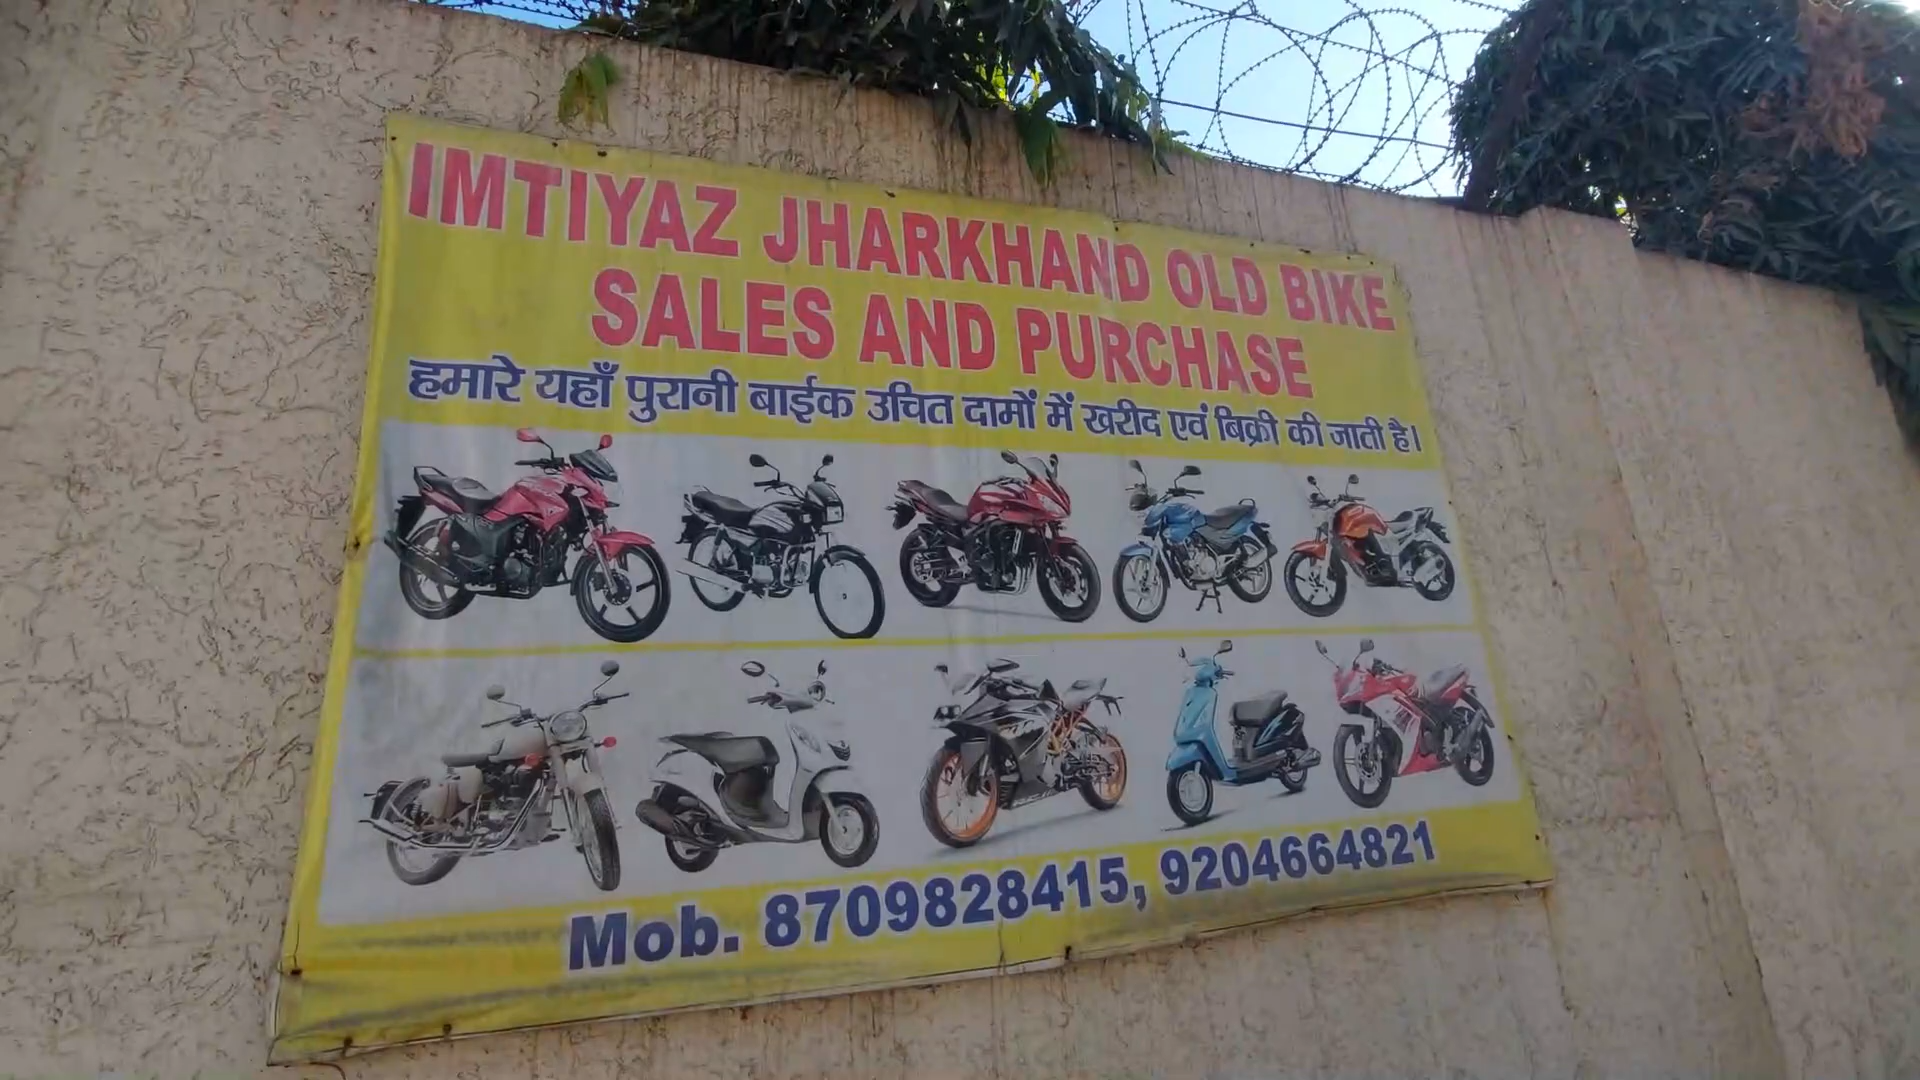 IMTIYAZ JHARKHAND OLD BIKE
SALES AND PURCHASE
हमारे यहाँ पुरानी बाईक उचित दामों में खरीद एवं बिक्री की जाती है।
Mob. 8709828415, 9204664821